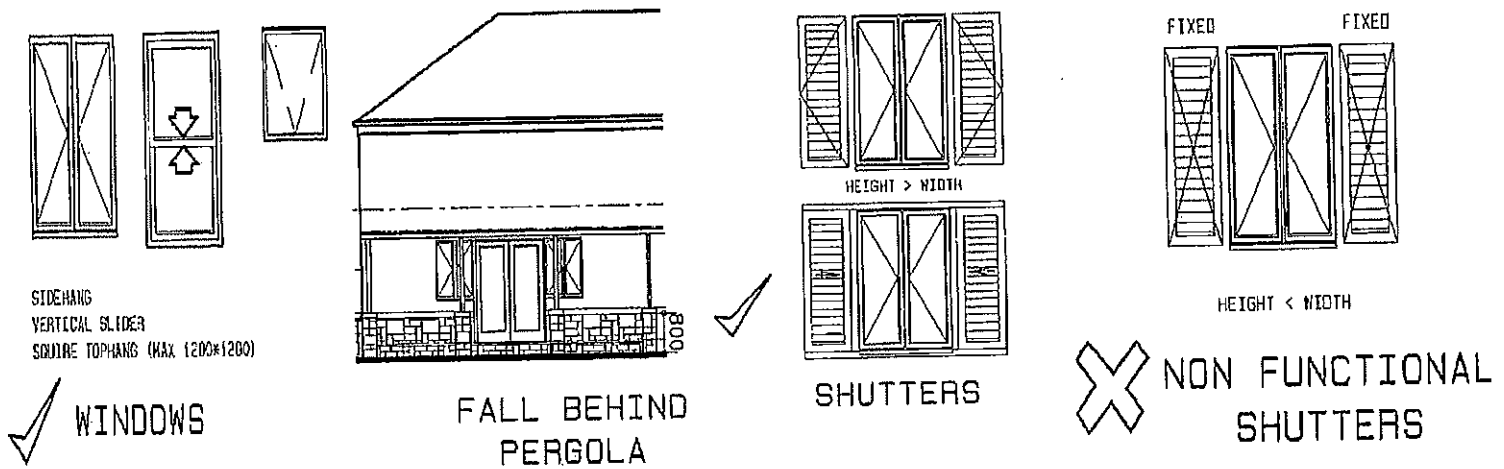 SIDEHANG
VERTICAL SLIDER
SQUIRE TOPHANG (MAX 1200*1200)
WINDOWS
800
FALL BEHIND
PERGOLA
HEIGHT > WIDTH
SHUTTERS
FIXED FIXED
HEIGHT < WIDTH
NON FUNCTIONAL
SHUTTERS